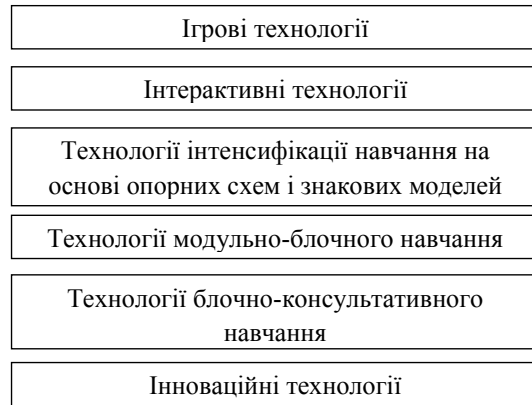 Ігрові технології
Інтерактивні технології
Технології інтенсифікації навчання на
основі опорних схем і знакових моделей
Технології модульно-блочного навчання
Технології блочно-консультативного
навчання
Інноваційні технології